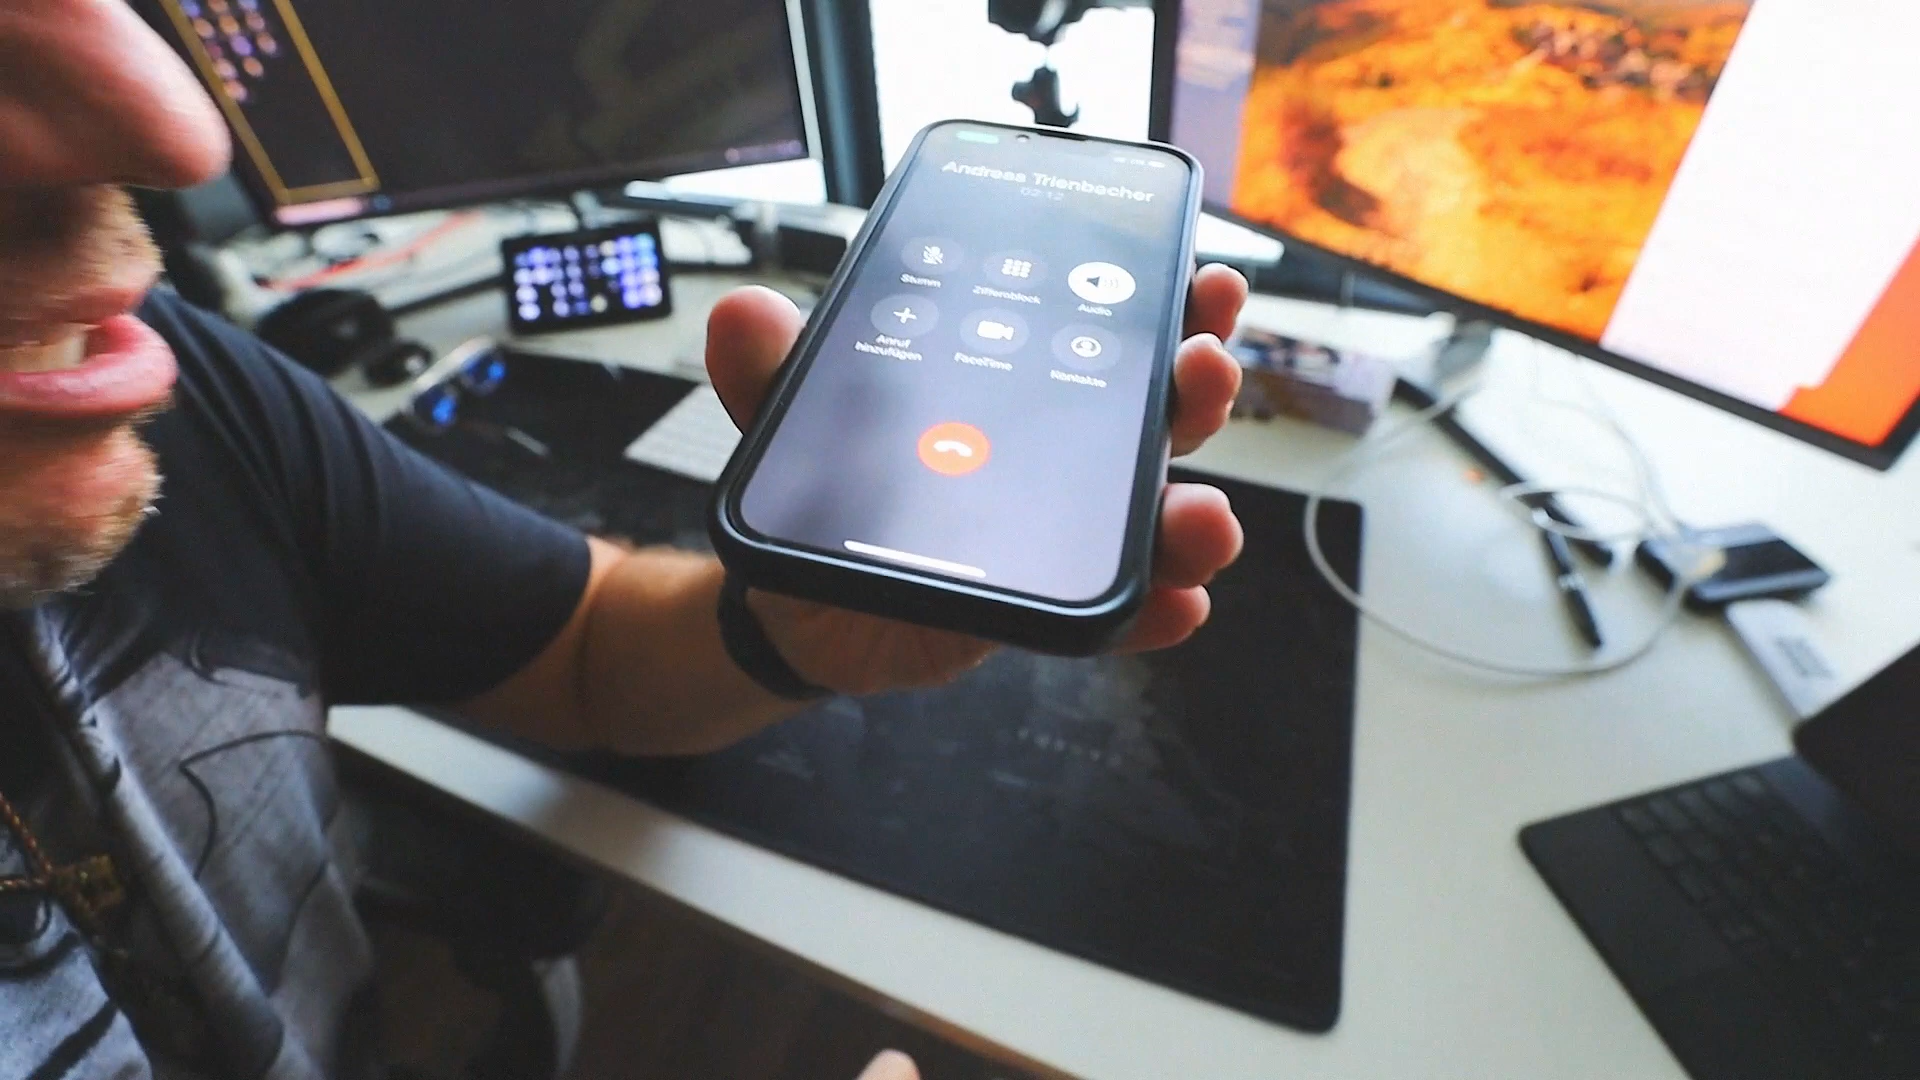 Andreas Trienbacher
02:12
Stumm
Ziffernblock
Audio
Anruf
hinzufügen
FaceTime
Kontakte